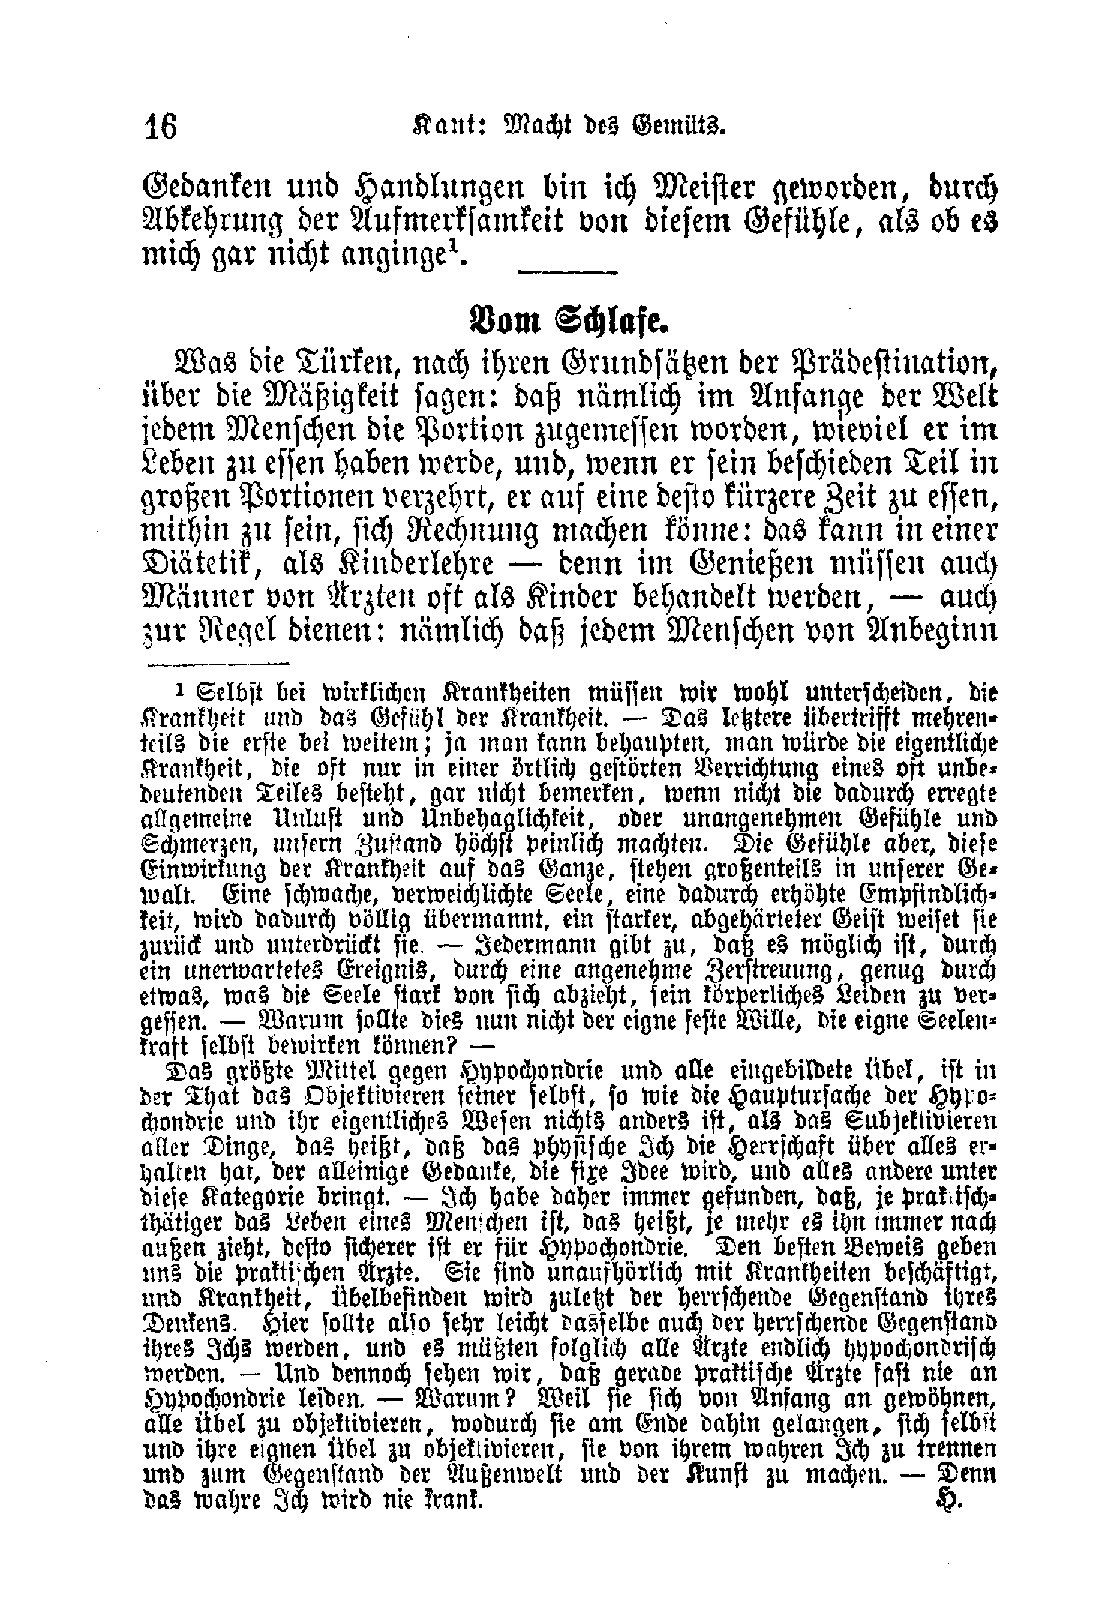 16 Kant: Macht des Gemüts.
Gedanken und Handlungen bin ich Meister geworden, durch
Abkehrung der Aufmerksamkeit von diesem Gefühle, als ob es
mich gar nicht anginge¹.
Vom Schlafe.
Was die Türken, nach ihren Grundsätzen der Prädestination,
über die Mäßigkeit sagen: daß nämlich im Anfange der Welt
jedem Menschen die Portion zugemessen worden, wieviel er im
Leben zu essen haben werde, und, wenn er sein beschieden Teil in
großen Portionen verzehrt, er auf eine desto kürzere Zeit zu essen,
mithin zu sein, sich Rechnung machen könne: das kann in einer
Diätetik, als Kinderlehre — denn im Genießen müssen auch
Männer von Ärzten oft als Kinder behandelt werden, — auch
zur Regel dienen: nämlich daß jedem Menschen von Anbeginn
¹ Selbst bei wirklichen Krankheiten müssen wir wohl unterscheiden, die
Krankheit und das Gefühl der Krankheit. — Das letztere übertrifft mehren-
teils die erste bei weitem; ja man kann behaupten, man würde die eigentliche
Krankheit, die oft nur in einer örtlich gestörten Verrichtung eines oft unbe-
deutenden Teiles besteht, gar nicht bemerken, wenn nicht die dadurch erregte
allgemeine Unlust und Unbehaglichkeit, oder unangenehmen Gefühle und
Schmerzen, unsern Zustand höchst peinlich machten. Die Gefühle aber, diese
Einwirkung der Krankheit auf das Ganze, stehen großenteils in unserer Ge-
walt. Eine schwache, verweichlichte Seele, eine dadurch erhöhte Empfindlich-
keit, wird dadurch völlig übermannt, ein starker, abgehärteter Geist weiset sie
zurück und unterdrückt sie. — Jedermann gibt zu, daß es möglich ist, durch
ein unerwartetes Ereignis, durch eine angenehme Zerstreuung, genug durch
etwas, was die Seele stark von sich abzieht, sein körperliches Leiden zu ver-
gessen. — Warum sollte dies nun nicht der eigne feste Wille, die eigne Seelen-
kraft selbst bewirken können? —
Das größte Mittel gegen Hypochondrie und alle eingebildete Übel, ist in
der That das Objektivieren seiner selbst, so wie die Hauptursache der Hypo-
chondrie und ihr eigentliches Wesen nichts anders ist, als das Subjektivieren
aller Dinge, das heißt, daß das physische Ich die Herrschaft über alles er-
halten hat, der alleinige Gedanke, die fixe Idee wird, und alles andere unter
diese Kategorie bringt. — Ich habe daher immer gefunden, daß, je praktisch-
thätiger das Leben eines Menschen ist, das heißt, je mehr es ihn immer nach
außen zieht, desto sicherer ist er für Hypochondrie. Den besten Beweis geben
uns die praktischen Ärzte. Sie sind unaufhörlich mit Krankheiten beschäftigt,
und Krankheit, Übelbefinden wird zuletzt der herrschende Gegenstand ihres
Denkens. Hier sollte also sehr leicht dasselbe auch der herrschende Gegenstand
ihres Ichs werden, und es müßten folglich alle Ärzte endlich hypochondrisch
werden. — Und dennoch sehen wir, daß gerade praktische Ärzte fast nie an
Hypochondrie leiden. — Warum? Weil sie sich von Anfang an gewöhnen,
alle Übel zu objektivieren, wodurch sie am Ende dahin gelangen, sich selbst
und ihre eignen Übel zu objektivieren, sie von ihrem wahren Ich zu trennen
und zum Gegenstand der Außenwelt und der Kunst zu machen. — Denn
das wahre Ich wird nie krank. H.